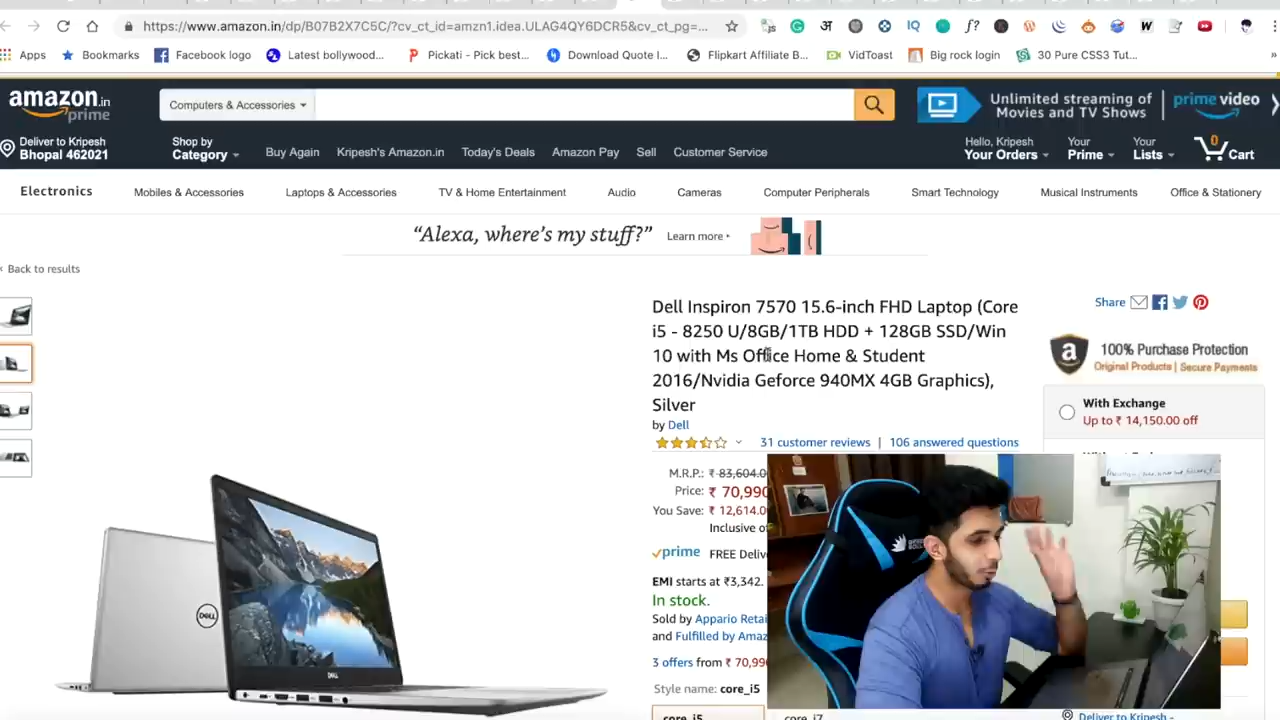 https://www.amazon.in/dp/B07B2X7C5C/?cv_ct_id=amzn1.idea.ULAG4QY6DCR5&cv_ct_pg=...
Apps Bookmarks Facebook logo Latest bollywood... Pickati - Pick best... Download Quote I... Flipkart Affiliate B... VidToast Big rock login 30 Pure CSS3 Tut...
amazon.in prime
Computers & Accessories
Unlimited streaming of
Movies and TV Shows
prime video
Deliver to Kripesh
Bhopal 462021
Shop by
Category
Buy Again Kripesh's Amazon.in Today's Deals Amazon Pay Sell Customer Service
Hello, Kripesh
Your Orders
Your
Prime
Your
Lists
0
Cart
Electronics Mobiles & Accessories Laptops & Accessories TV & Home Entertainment Audio Cameras Computer Peripherals Smart Technology Musical Instruments Office & Stationery
“Alexa, where’s my stuff?” Learn more
‹ Back to results
Dell Inspiron 7570 15.6-inch FHD Laptop (Core
i5 - 8250 U/8GB/1TB HDD + 128GB SSD/Win
10 with Ms Office Home & Student
2016/Nvidia Geforce 940MX 4GB Graphics),
Silver
by Dell
31 customer reviews | 106 answered questions
M.R.P.: ₹ 83,604.0
Price: ₹ 70,990
You Save: ₹ 12,614.0
Inclusive
prime FREE
EMI starts at ₹3,342.
In stock.
Sold by Appario
and Fulfilled by
3 offers from ₹ 70,990
Style name: core_i5
core_i5 core_i7
Share
a
100% Purchase Protection
Original Products | Secure Payments
With Exchange
Up to ₹ 14,150.00 off
Deliver to Kripesh -
DELL
DELL